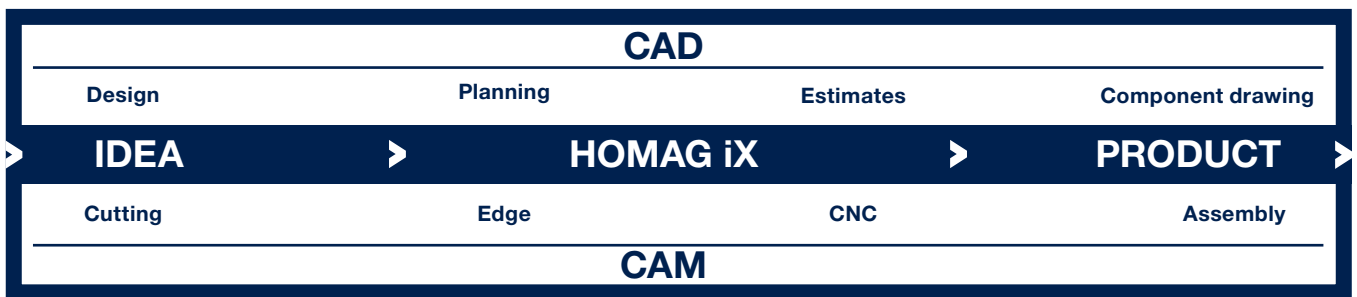 CAD
Design Planning Estimates Component drawing
> IDEA > HOMAG iX > PRODUCT >
Cutting Edge CNC Assembly
CAM